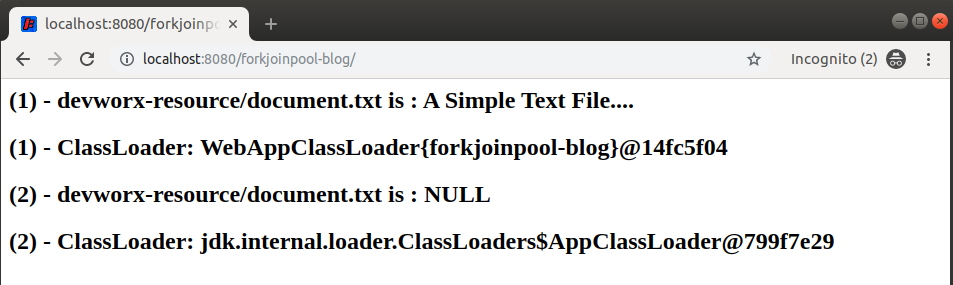 localhost:8080/forkjoinpo
localhost:8080/forkjoinpool-blog/ Incognito (2)
(1) - devworx-resource/document.txt is : A Simple Text File....
(1) - ClassLoader: WebAppClassLoader{forkjoinpool-blog}@14fc5f04
(2) - devworx-resource/document.txt is : NULL
(2) - ClassLoader: jdk.internal.loader.ClassLoaders$AppClassLoader@799f7e29